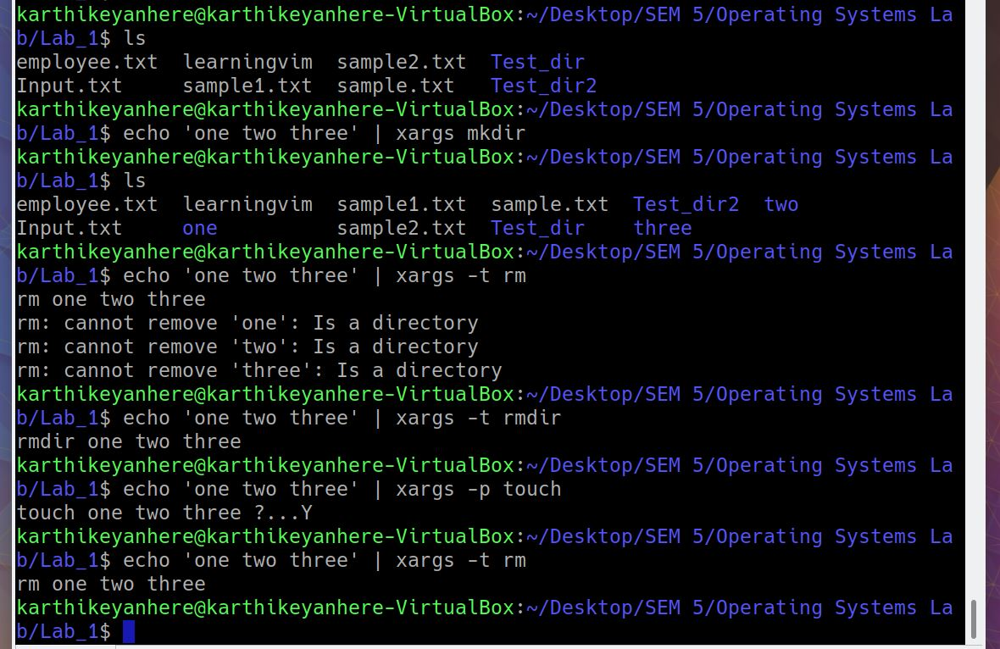 karthikeyanhere@karthikeyanhere-VirtualBox:~/Desktop/SEM 5/Operating Systems La
b/Lab_1$ ls
employee.txt  learningvim  sample2.txt  Test_dir
Input.txt     sample1.txt  sample.txt   Test_dir2
karthikeyanhere@karthikeyanhere-VirtualBox:~/Desktop/SEM 5/Operating Systems La
b/Lab_1$ echo 'one two three' | xargs mkdir
karthikeyanhere@karthikeyanhere-VirtualBox:~/Desktop/SEM 5/Operating Systems La
b/Lab_1$ ls
employee.txt  learningvim  sample1.txt  sample.txt  Test_dir2  two
Input.txt     one          sample2.txt  Test_dir    three
karthikeyanhere@karthikeyanhere-VirtualBox:~/Desktop/SEM 5/Operating Systems La
b/Lab_1$ echo 'one two three' | xargs -t rm
rm one two three
rm: cannot remove 'one': Is a directory
rm: cannot remove 'two': Is a directory
rm: cannot remove 'three': Is a directory
karthikeyanhere@karthikeyanhere-VirtualBox:~/Desktop/SEM 5/Operating Systems La
b/Lab_1$ echo 'one two three' | xargs -t rmdir
rmdir one two three
karthikeyanhere@karthikeyanhere-VirtualBox:~/Desktop/SEM 5/Operating Systems La
b/Lab_1$ echo 'one two three' | xargs -p touch
touch one two three ?...Y
karthikeyanhere@karthikeyanhere-VirtualBox:~/Desktop/SEM 5/Operating Systems La
b/Lab_1$ echo 'one two three' | xargs -t rm
rm one two three
karthikeyanhere@karthikeyanhere-VirtualBox:~/Desktop/SEM 5/Operating Systems La
b/Lab_1$